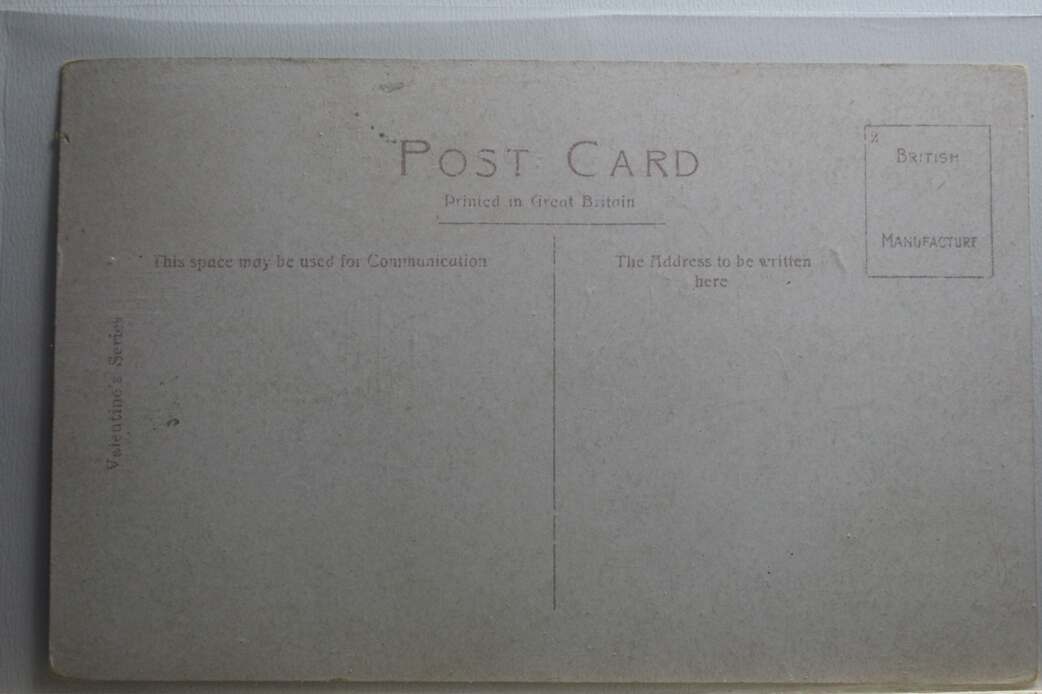 POST CARD
Printed in Great Britain
This space may be used for Communication
The Address to be written
here
BRITISH
MANUFACTURE
Valentine's Series